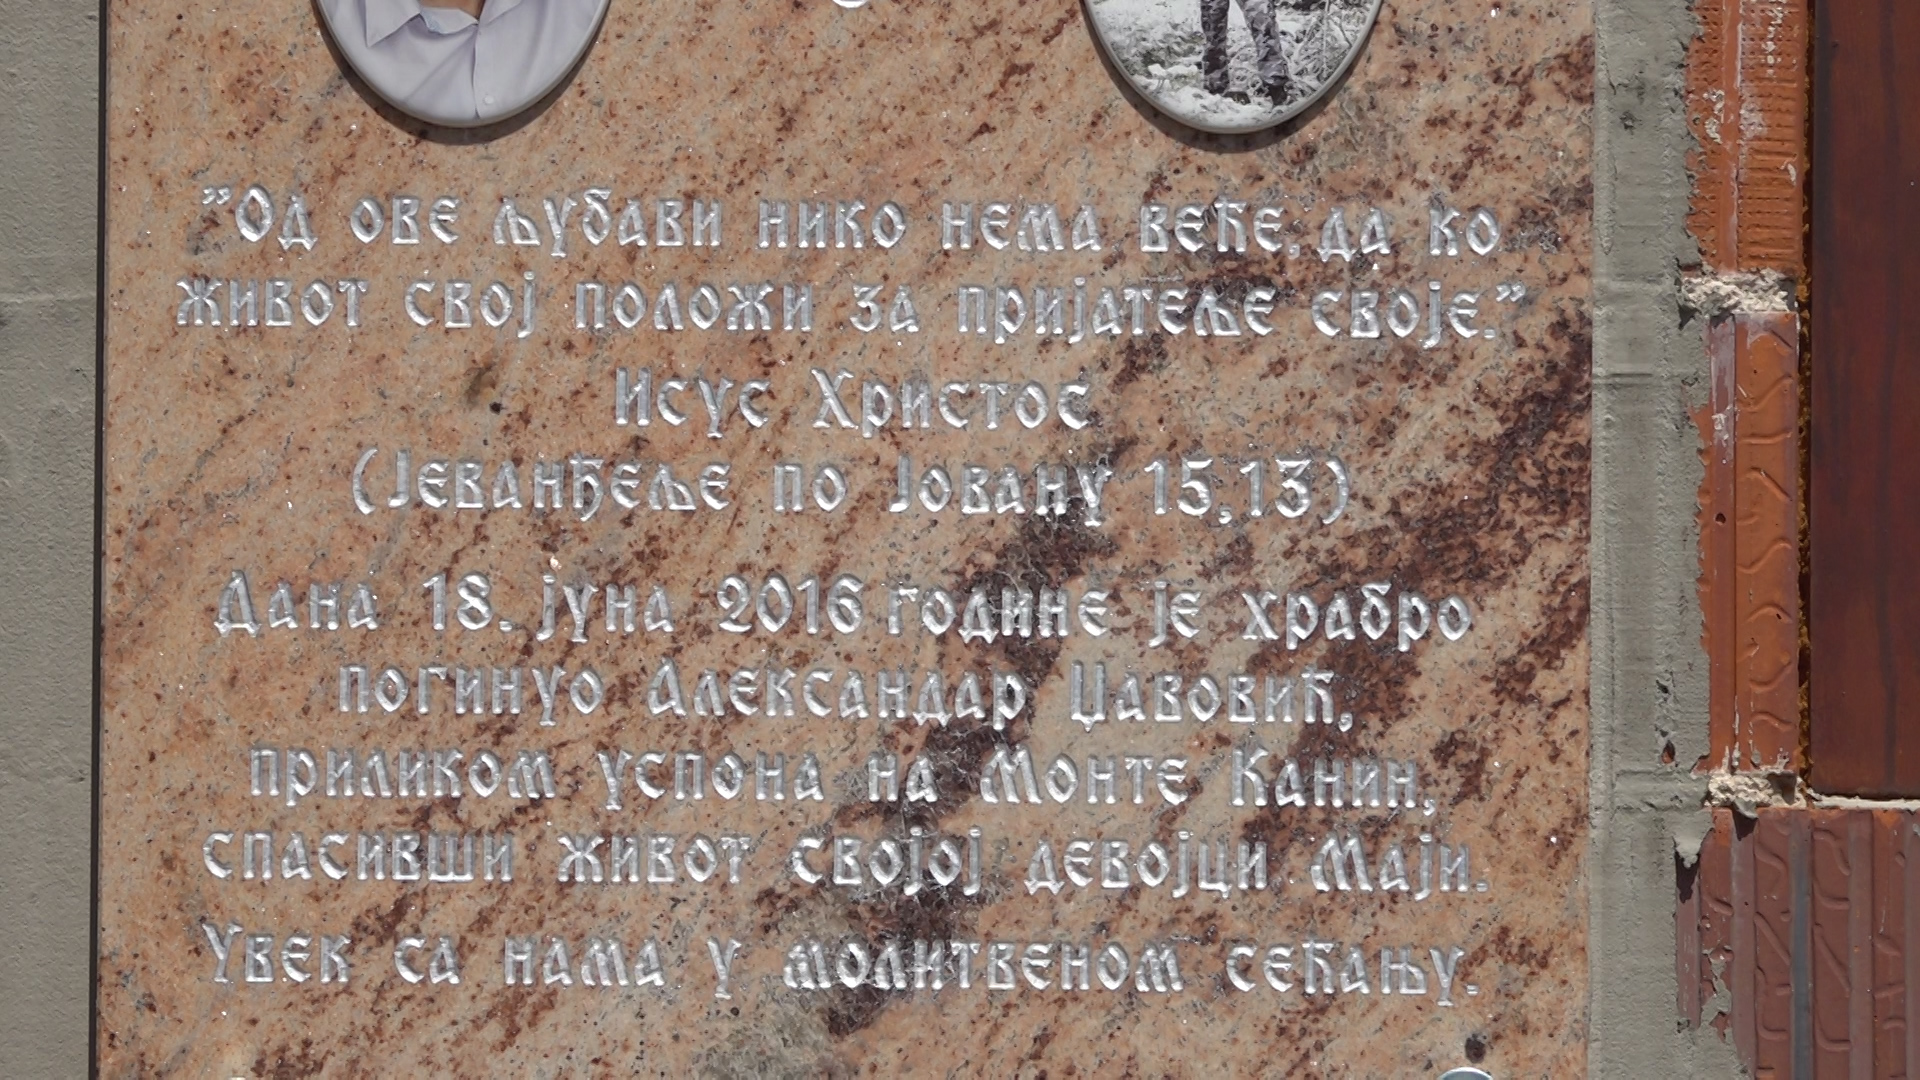 ”Од ове љубави нико нема веће, да ко
живот свој положи за пријатеље своје.”
Исус Христос
(Јеванђеље по Јовану 15,13)
Дана 18. јуна 2016 године је храбро
погинуо Александар Џавовић,
приликом успона на Монте Канин,
спасивши живот својој девојци Маји.
Увек са нама у молитвеном сећању.